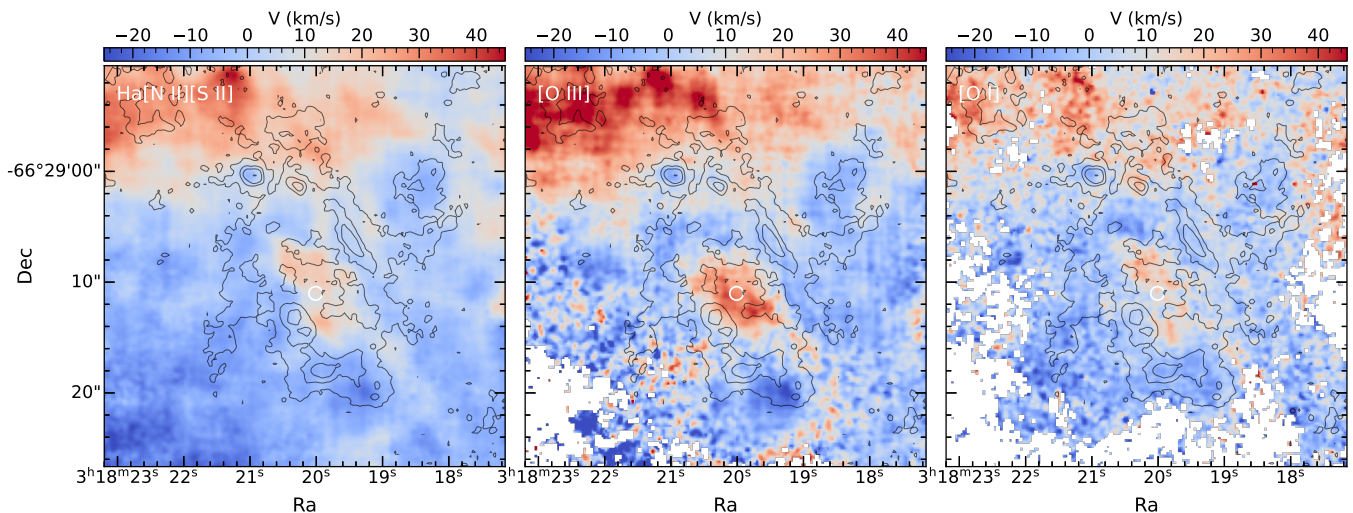 V (km/s)
−20 −10 0 10 20 30 40
V (km/s)
−20 −10 0 10 20 30 40
V (km/s)
−20 −10 0 10 20 30 40
Ha[N II][S II]
[O III]
[O I]
-66°29'00"
10"
20"
Dec
3ʰ18ᵐ23ˢ 22ˢ 21ˢ 20ˢ 19ˢ 18ˢ
3ʰ18ᵐ23ˢ 22ˢ 21ˢ 20ˢ 19ˢ 18ˢ
3ʰ18ᵐ23ˢ 22ˢ 21ˢ 20ˢ 19ˢ 18ˢ
Ra
Ra
Ra